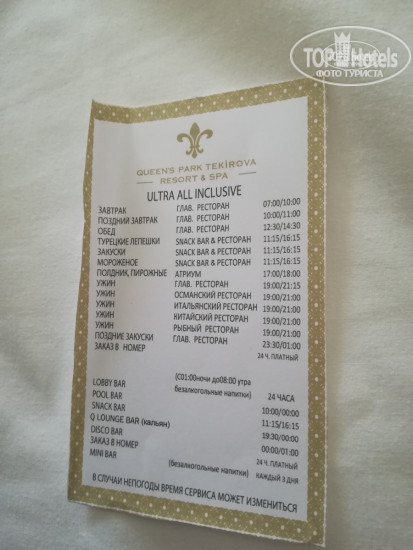 TOPHotels
ФОТО ТУРИСТА
QUEEN'S PARK TEKİROVA
RESORT & SPA
ULTRA ALL INCLUSIVE
ЗАВТРАК ГЛАВ. РЕСТОРАН 07:00/10:00
ПОЗДНИЙ ЗАВТРАК ГЛАВ. РЕСТОРАН 10:00/11:00
ОБЕД ГЛАВ. РЕСТОРАН 12:30/14:30
ТУРЕЦКИЕ ЛЕПЕШКИ SNACK BAR & РЕСТОРАН 11:15/16:15
ЗАКУСКИ SNACK BAR & РЕСТОРАН 11:15/16:15
МОРОЖЕНОЕ SNACK BAR & РЕСТОРАН 11:15/16:15
ПОЛДНИК, ПИРОЖНЫЕ АТРИУМ 17:00/18:00
УЖИН ГЛАВ. РЕСТОРАН 19:00/21:15
УЖИН ОСМАНСКИЙ РЕСТОРАН 19:00/21:00
УЖИН ИТАЛЬЯНСКИЙ РЕСТОРАН 19:00/21:00
УЖИН КИТАЙСКИЙ РЕСТОРАН 19:00/21:00
УЖИН РЫБНЫЙ РЕСТОРАН 19:00/21:00
ПОЗДНИЕ ЗАКУСКИ ГЛАВ. РЕСТОРАН 23:30/01:00
ЗАКАЗ В НОМЕР 24 Ч. ПЛАТНЫЙ
(С01:00ночи до08:00 утра
LOBBY BAR безалкогольные напитки) 24 ЧАСА
POOL BAR 10:00/00:00
SNACK BAR 11:15/16:15
Q LOUNGE BAR (кальян) 19:30/00:00
DISCO BAR 00:00/01:00
ЗАКАЗ В НОМЕР 24 Ч. ПЛАТНЫЙ
MINI BAR (безалкогольные напитки) КАЖДЫЙ 3 ДНЯ
В СЛУЧАИ НЕПОГОДЫ ВРЕМЯ СЕРВИСА МОЖЕТ ИЗМЕНИТЬСЯ